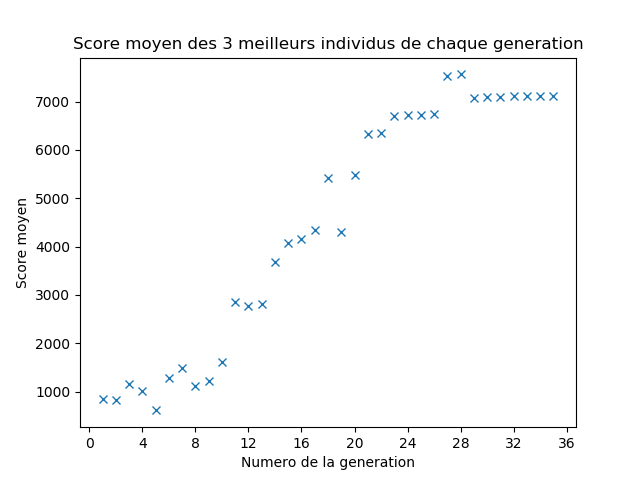 Score moyen des 3 meilleurs individus de chaque generation
7000
6000
5000
4000
3000
2000
1000
Score moyen
0 4 8 12 16 20 24 28 32 36
Numero de la generation